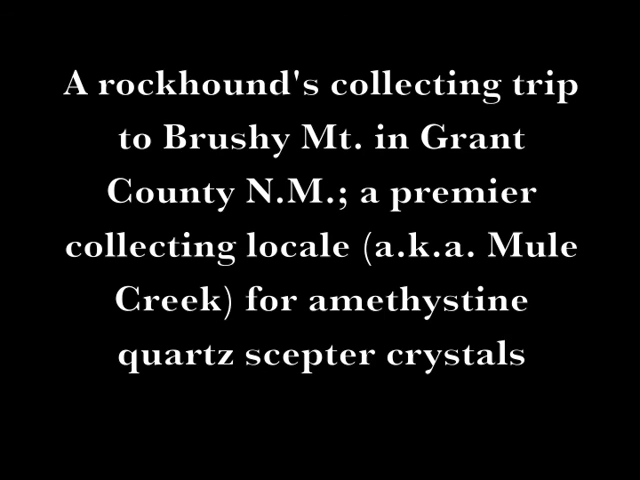 A rockhound's collecting trip
to Brushy Mt. in Grant
County N.M.; a premier
collecting locale (a.k.a. Mule
Creek) for amethystine
quartz scepter crystals